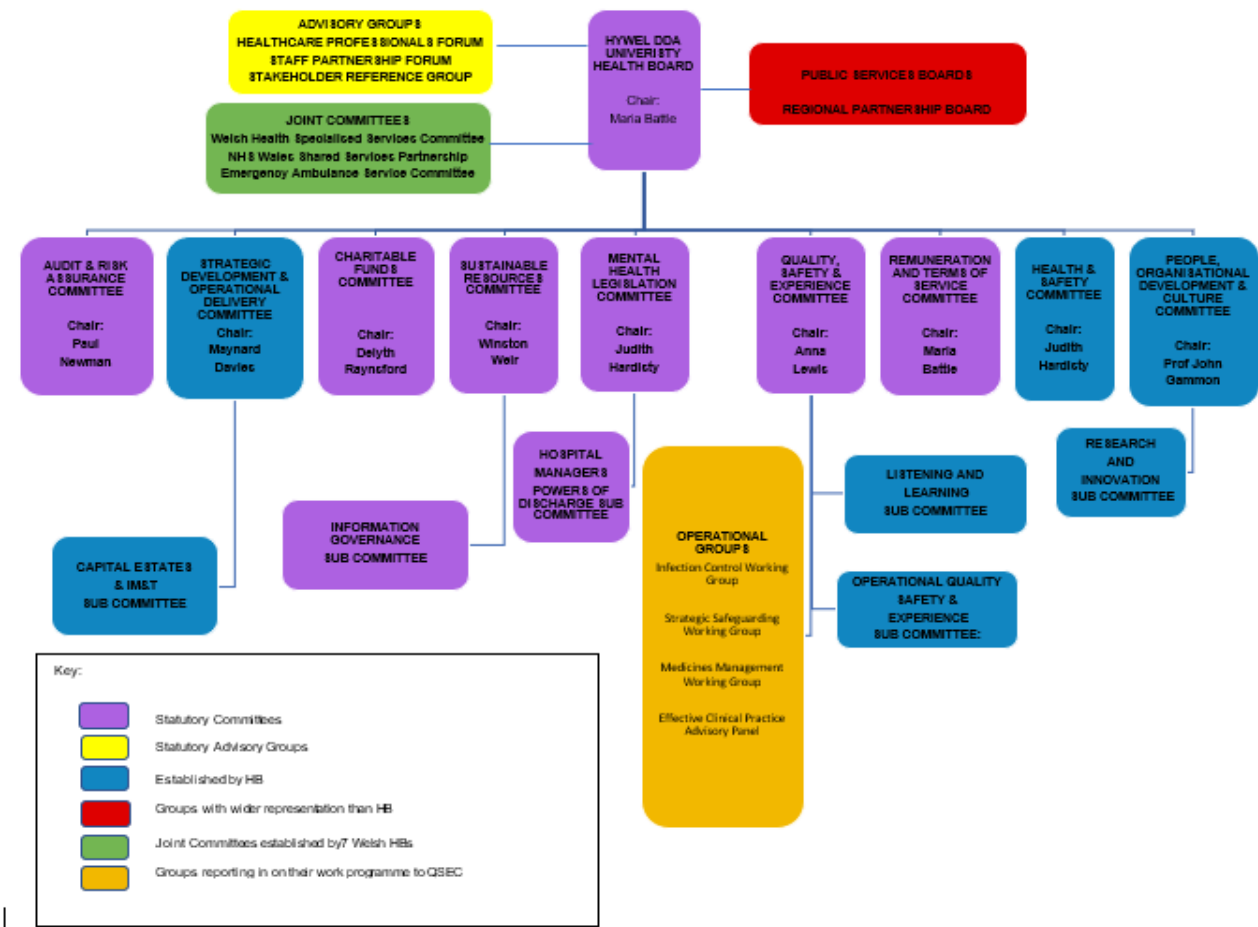 ADVISORY GROUPS
HEALTHCARE PROFESSIONALS FORUM
STAFF PARTNERSHIP FORUM
STAKEHOLDER REFERENCE GROUP
HYWEL DDA
UNIVERISTY
HEALTH BOARD
Chair:
Maria Battle
PUBLIC SERVICES BOARDS
REGIONAL PARTNERSHIP BOARD
JOINT COMMITTEES
Welsh Health Specialised Services Committee
NHS Wales Shared Services Partnership
Emergency Ambulance Service Committee
AUDIT & RISK
ASSURANCE
COMMITTEE
Chair:
Paul
Newman
STRATEGIC
DEVELOPMENT &
OPERATIONAL
DELIVERY
COMMITTEE
Chair:
Maynard
Davies
CHARITABLE
FUNDS
COMMITTEE
Chair:
Delyth
Raynsford
SUSTAINABLE
RESOURCES
COMMITTEE
Chair:
Winston
Weir
MENTAL
HEALTH
LEGISLATION
COMMITTEE
Chair:
Judith
Hardisty
QUALITY,
SAFETY &
EXPERIENCE
COMMITTEE
Chair:
Anna
Lewis
REMUNERATION
AND TERMS OF
SERVICE
COMMITTEE
Chair:
Maria
Battle
HEALTH &
SAFETY
COMMITTEE
Chair:
Judith
Hardisty
PEOPLE,
ORGANISATIONAL
DEVELOPMENT &
CULTURE
COMMITTEE
Chair:
Prof John
Gammon
CAPITAL ESTATES
& IM&T
SUB COMMITTEE
INFORMATION
GOVERNANCE
SUB COMMITTEE
HOSPITAL
MANAGERS
POWERS OF
DISCHARGE SUB
COMMITTEE
OPERATIONAL
GROUPS
Infection Control Working
Group
Strategic Safeguarding
Working Group
Medicines Management
Working Group
Effective Clinical Practice
Advisory Panel
LISTENING AND
LEARNING
SUB COMMITTEE
OPERATIONAL QUALITY
SAFETY &
EXPERIENCE
SUB COMMITTEE:
RESEARCH
AND
INNOVATION
SUB COMMITTEE
Key:
Statutory Committees
Statutory Advisory Groups
Established by HB
Groups with wider representation than HB
Joint Committees established by7 Welsh HBs
Groups reporting in on their work programme to QSEC